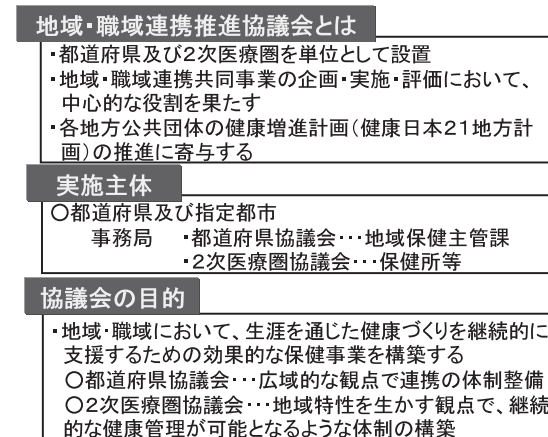 地域・職域連携推進協議会とは
・都道府県及び2次医療圏を単位として設置
・地域・職域連携共同事業の企画・実施・評価において、
中心的な役割を果たす
・各地方公共団体の健康増進計画(健康日本21地方計
画)の推進に寄与する
実施主体
○都道府県及び指定都市
事務局 ・都道府県協議会・・・地域保健主管課
・2次医療圏協議会・・・保健所等
協議会の目的
・地域・職域において、生涯を通じた健康づくりを継続的に
支援するための効果的な保健事業を構築する
○都道府県協議会・・・広域的な観点で連携の体制整備
○2次医療圏協議会・・・地域特性を生かす観点で、継続
的な健康管理が可能となるような体制の構築